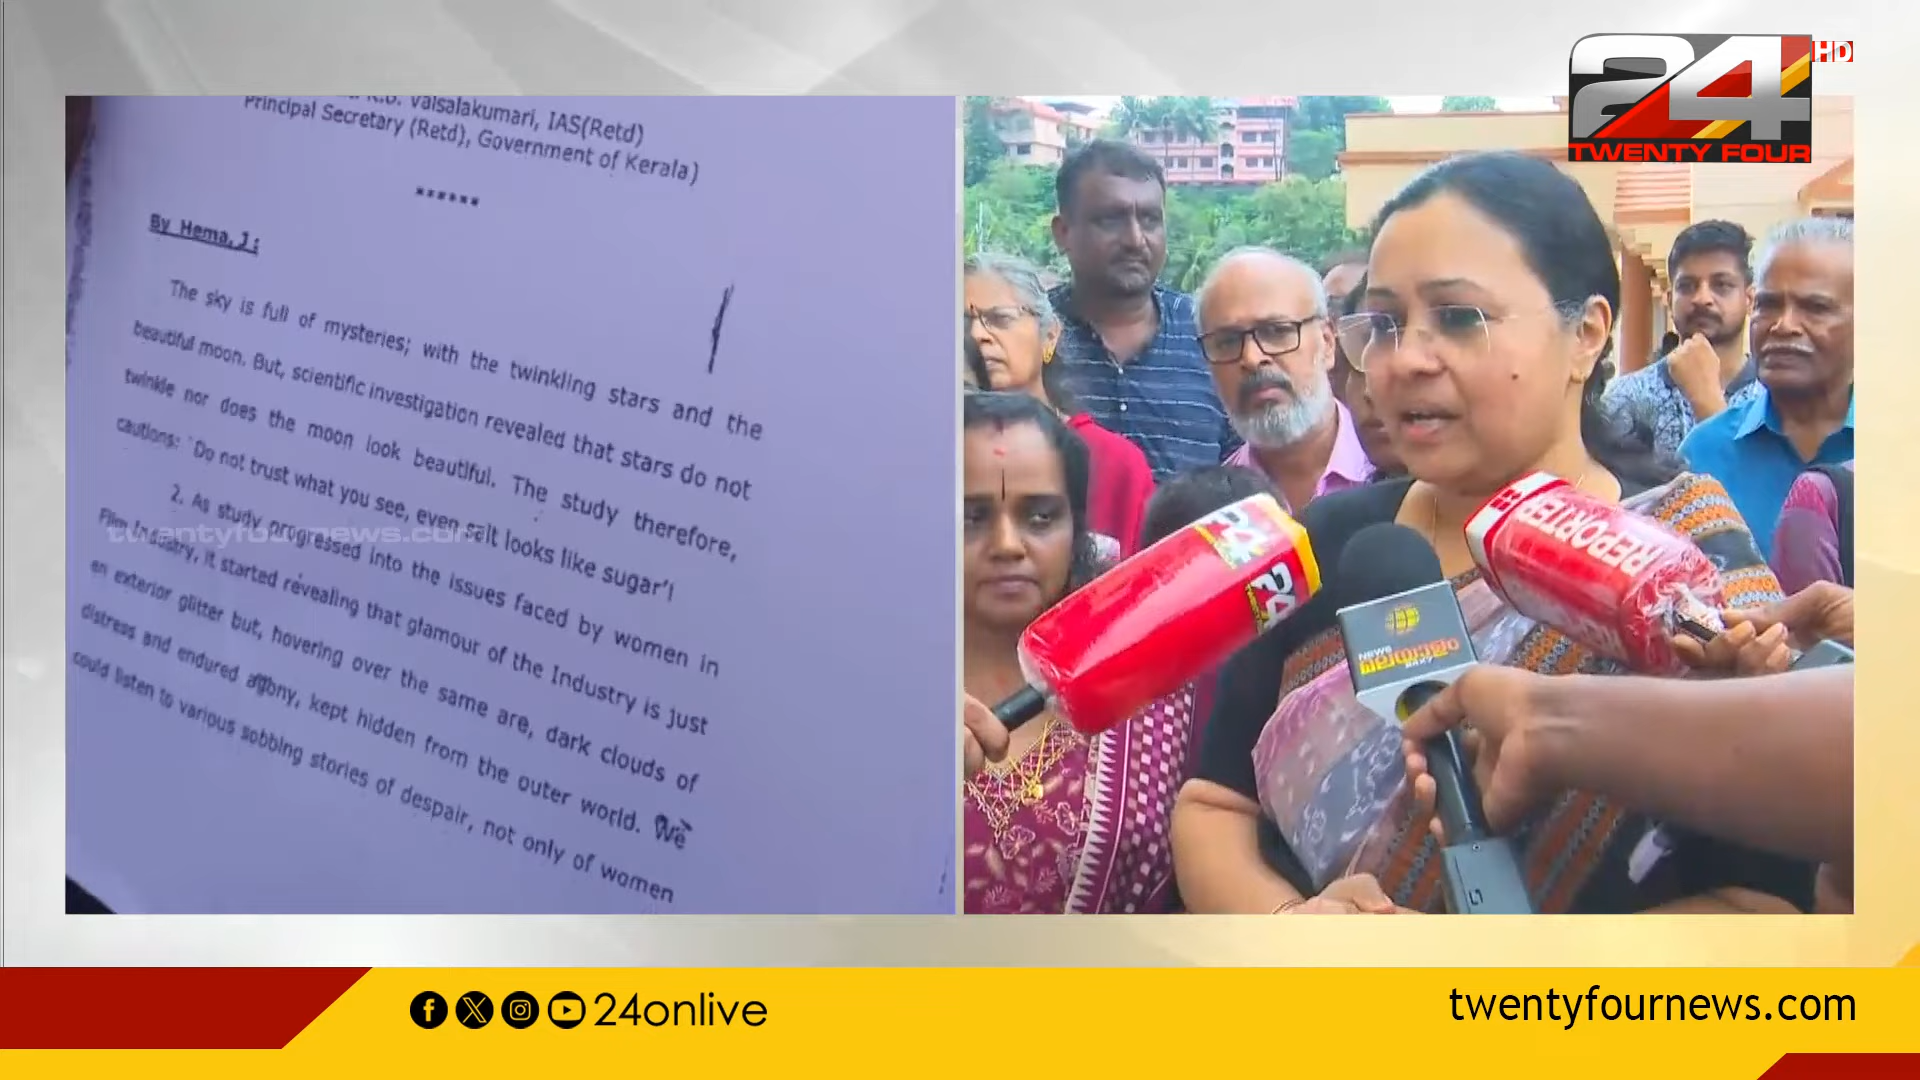 K.B. Valsalakumari, IAS(Retd)
Principal Secretary (Retd), Government of Kerala)
******
By Hema, J :
The sky is full of mysteries; with the twinkling stars and the
beautiful moon. But, scientific investigation revealed that stars do not
twinkle nor does the moon look beautiful. The study therefore,
cautions: 'Do not trust what you see, even salt looks like sugar'!
2. As study progressed into the issues faced by women in
Film Industry, it started revealing that glamour of the Industry is just
en exterior glitter but, hovering over the same are, dark clouds of
distress and endured agony, kept hidden from the outer world. We
could listen to various sobbing stories of despair, not only of women
twentyfournews.com
24
HD
TWENTY FOUR
24
24
NEWS
മലയാളം
24X7
REPORTER
24onlive
twentyfournews.com